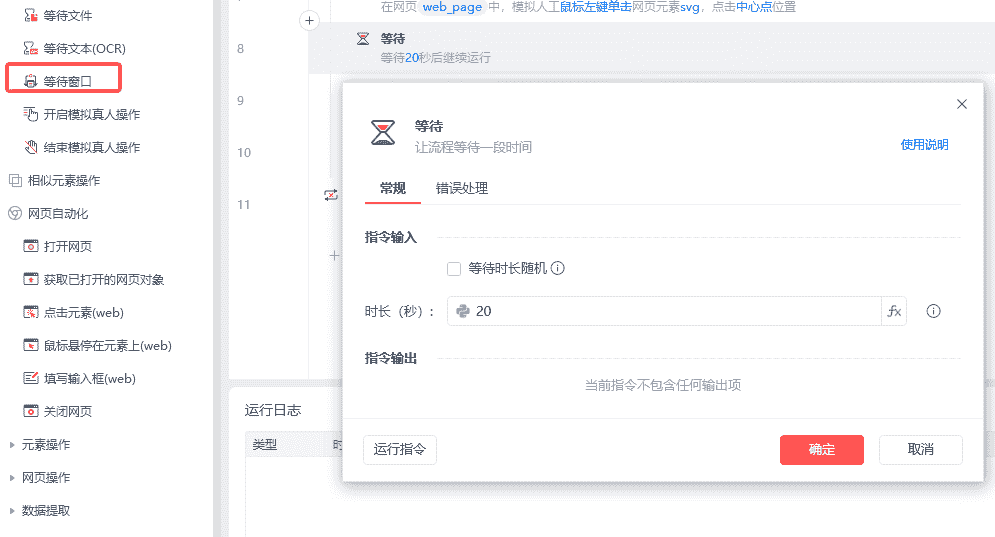 等待文件
等待文本(OCR)
等待窗口
开启模拟真人操作
结束模拟真人操作
相似元素操作
网页自动化
打开网页
获取已打开的网页对象
点击元素(web)
鼠标悬停在元素上(web)
填写输入框(web)
关闭网页
元素操作
网页操作
数据提取
在网页 web_page 中，模拟人工鼠标左键单击网页元素svg，点击中心点位置
8
等待
等待20秒后继续运行
9
10
11
等待
让流程等待一段时间
使用说明
常规 错误处理
指令输入
等待时长随机
时长（秒）： 20 fx
指令输出
当前指令不包含任何输出项
运行指令 确定 取消
运行日志
类型